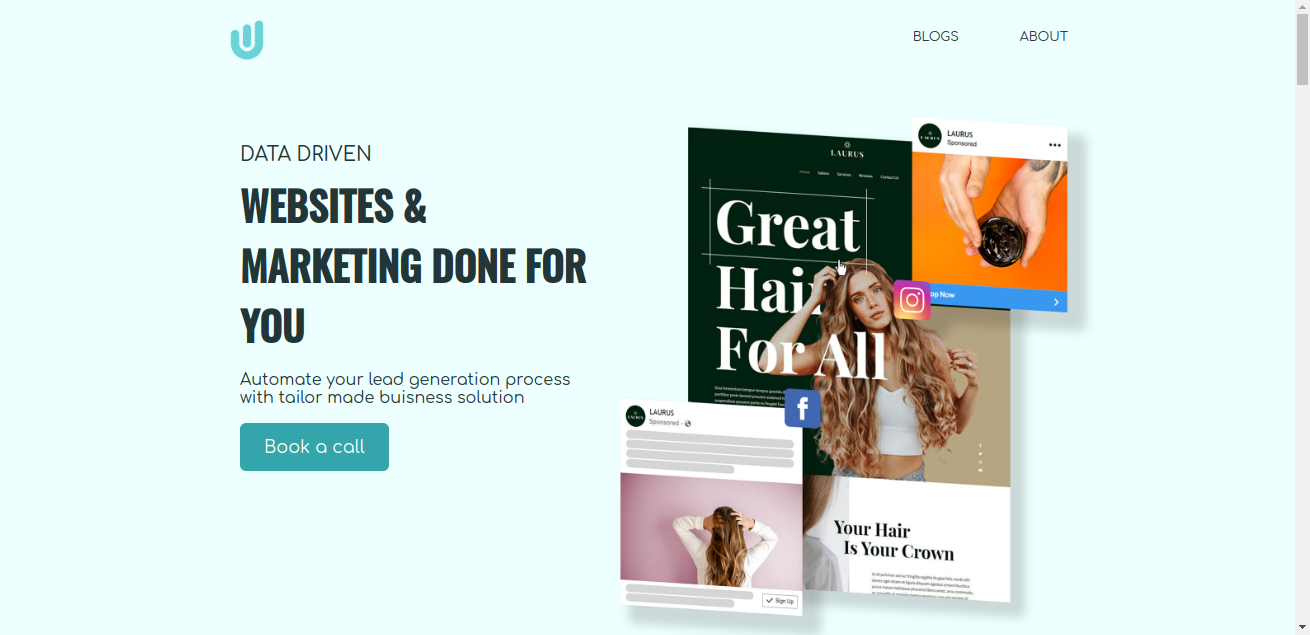 BLOGS
ABOUT
DATA DRIVEN
WEBSITES &
MARKETING DONE FOR
YOU
Automate your lead generation process
with tailor made buisness solution
Book a call
LAURUS
Home Gallery Services Reviews Contact Us
Great
Hair
For All
LAURUS
Sponsored
op Now
LAURUS
Sponsored
Sign Up
Your Hair
Is Your Crown